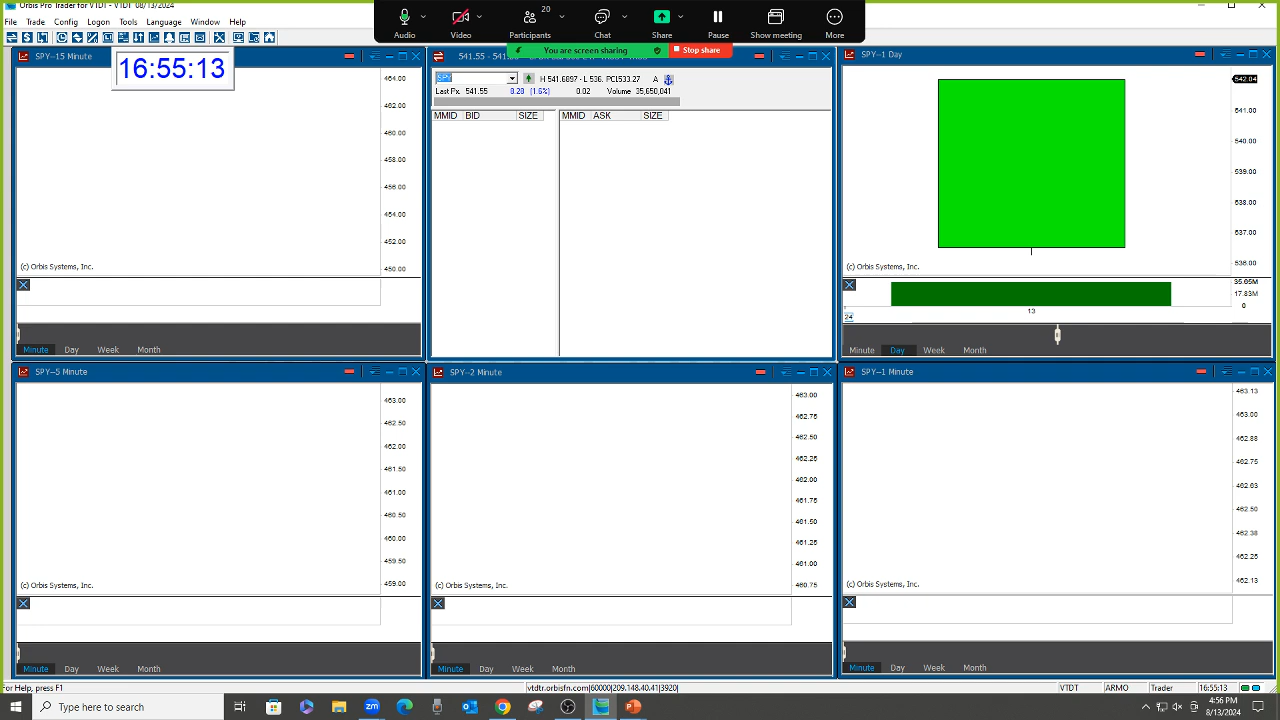 Orbis Pro Trader for VTDT - 08/13/2024
File Trade Config Logon Tools Language Window Help
Audio Video Participants 20 Chat Share Pause Show meeting More
You are screen sharing Stop share
16:55:13
SPY--15 Minute
464.00
462.00
460.00
458.00
456.00
454.00
452.00
450.00
(c) Orbis Systems, Inc.
Minute Day Week Month
SPY
H 541.6897 - L 536. PCL533.27 A
Last Px. 541.55 8.28 (1.6%) 0.02 Volume 35,650,041
MMID BID SIZE MMID ASK SIZE
SPY--1 Day
542.04
541.00
540.00
539.00
538.00
537.00
536.00
(c) Orbis Systems, Inc.
35.65M
17.83M
0
13
24
Minute Day Week Month
SPY--5 Minute
463.00
462.50
462.00
461.50
461.00
460.50
460.00
459.50
459.00
(c) Orbis Systems, Inc.
Minute Day Week Month
SPY--2 Minute
463.00
462.75
462.50
462.25
462.00
461.75
461.50
461.25
461.00
460.75
(c) Orbis Systems, Inc.
Minute Day Week Month
SPY--1 Minute
463.13
463.00
462.88
462.75
462.63
462.50
462.38
462.25
462.13
(c) Orbis Systems, Inc.
Minute Day Week Month
For Help, press F1
vtdtr.orbisfn.com|60000|209.148.40.41|3920|
VTDT ARMO Trader 16:55:13
Type here to search
4:56 PM
8/13/2024